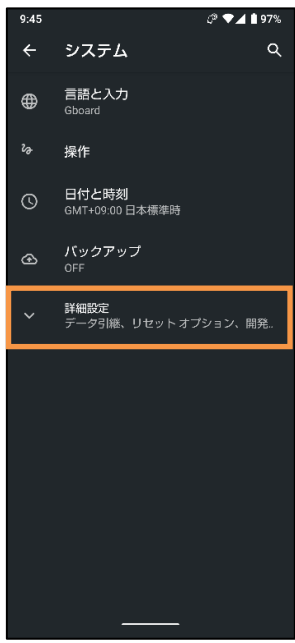 9:45
97%
システム
言語と入力
Gboard
操作
日付と時刻
GMT+09:00 日本標準時
バックアップ
OFF
詳細設定
データ引継、リセット オプション、開発..